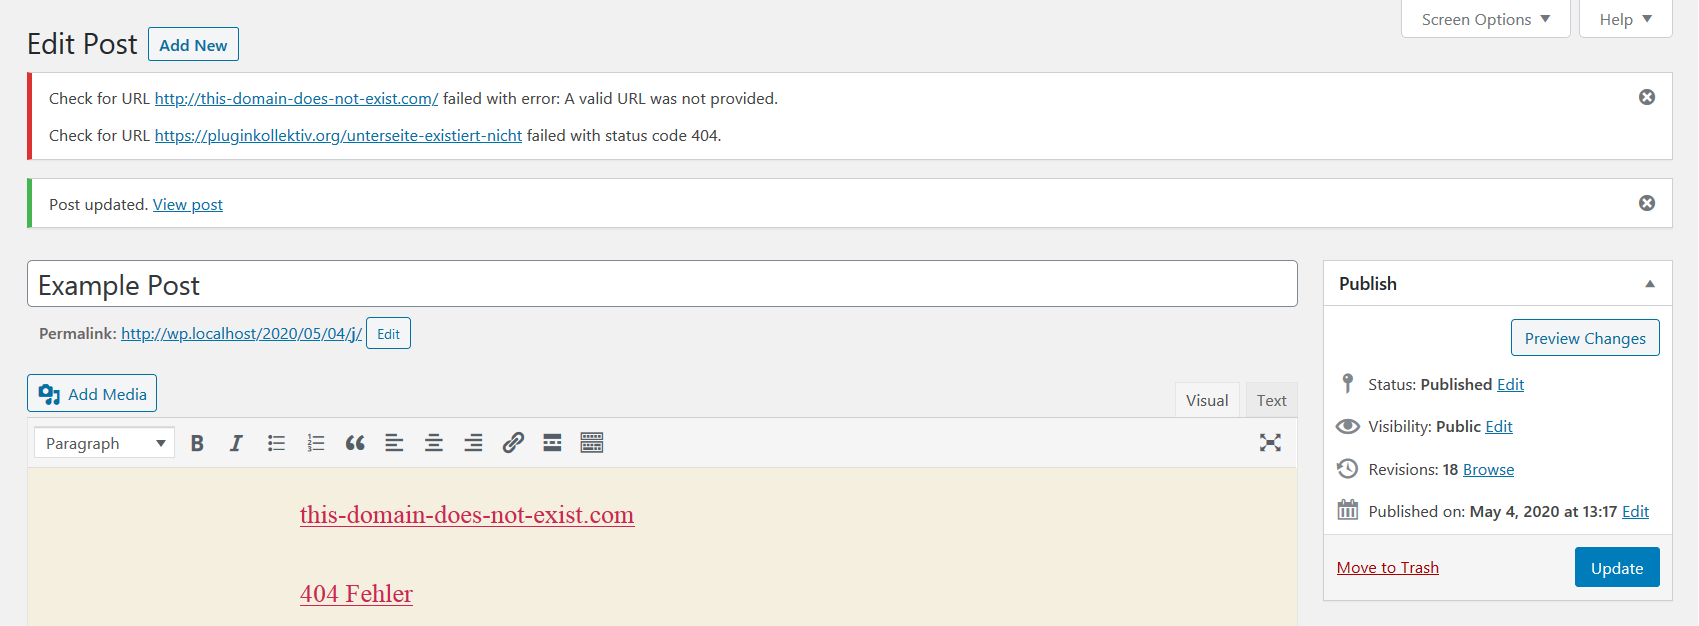 Screen Options
Help
Edit Post
Add New
Check for URL http://this-domain-does-not-exist.com/ failed with error: A valid URL was not provided.
Check for URL https://pluginkollektiv.org/unterseite-existiert-nicht failed with status code 404.
Post updated. View post
Example Post
Permalink: http://wp.localhost/2020/05/04/j/ Edit
Add Media
Visual
Text
Paragraph
this-domain-does-not-exist.com
404 Fehler
Publish
Preview Changes
Status: Published Edit
Visibility: Public Edit
Revisions: 18 Browse
Published on: May 4, 2020 at 13:17 Edit
Move to Trash
Update